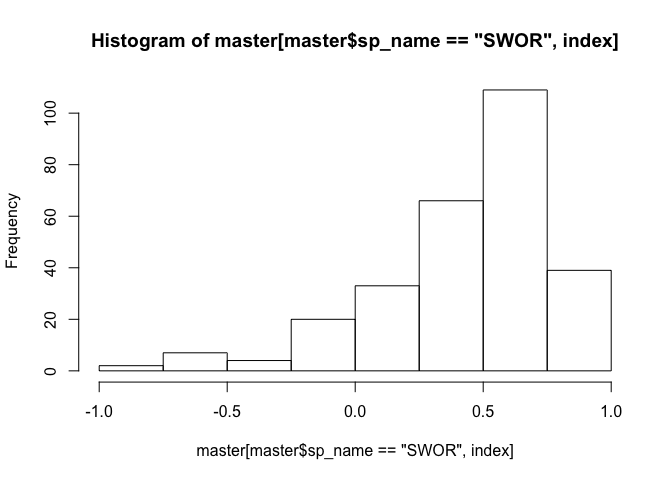 Histogram of master[master$sp_name == "SWOR", index]
Frequency
100
80
60
40
20
0
-1.0 -0.5 0.0 0.5 1.0
master[master$sp_name == "SWOR", index]